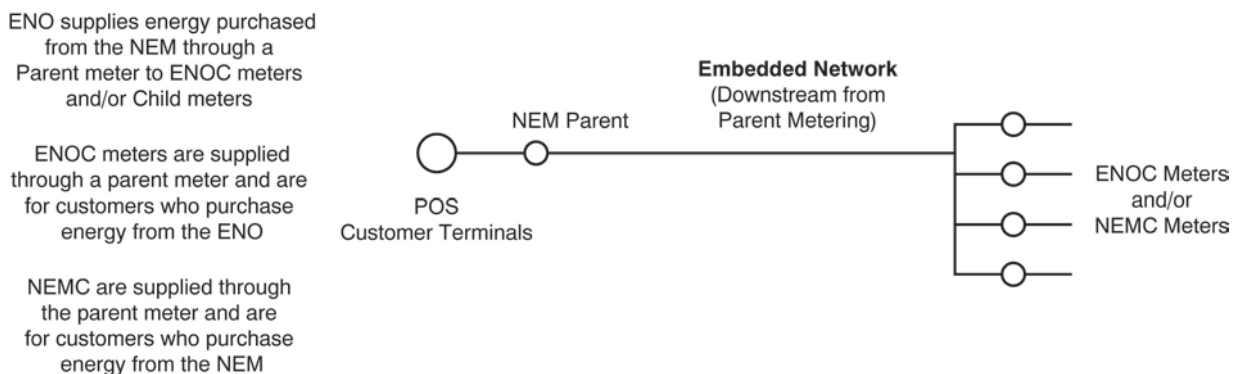 ENO supplies energy purchased
from the NEM through a
Parent meter to ENOC meters
and/or Child meters
ENOC meters are supplied
through a parent meter and are
for customers who purchase
energy from the ENO
NEMC are supplied through
the parent meter and are
for customers who purchase
energy from the NEM
POS
Customer Terminals
NEM Parent
Embedded Network
(Downstream from
Parent Metering)
ENOC Meters
and/or
NEMC Meters